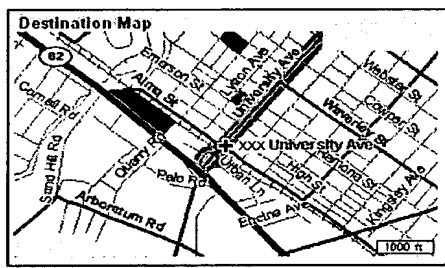 Destination Map
82
Emerson St
Alma St
Lytton Ave
University Ave
Webster St
Cowper St
Waverley St
Cornell Rd
Sand Hill Rd
Quarry Rd
xxx University Ave
Palo Rd
Urban Ln
High St
Ramona St
Kingsley Ave
Encina Ave
Arboretum Rd
1000 ft